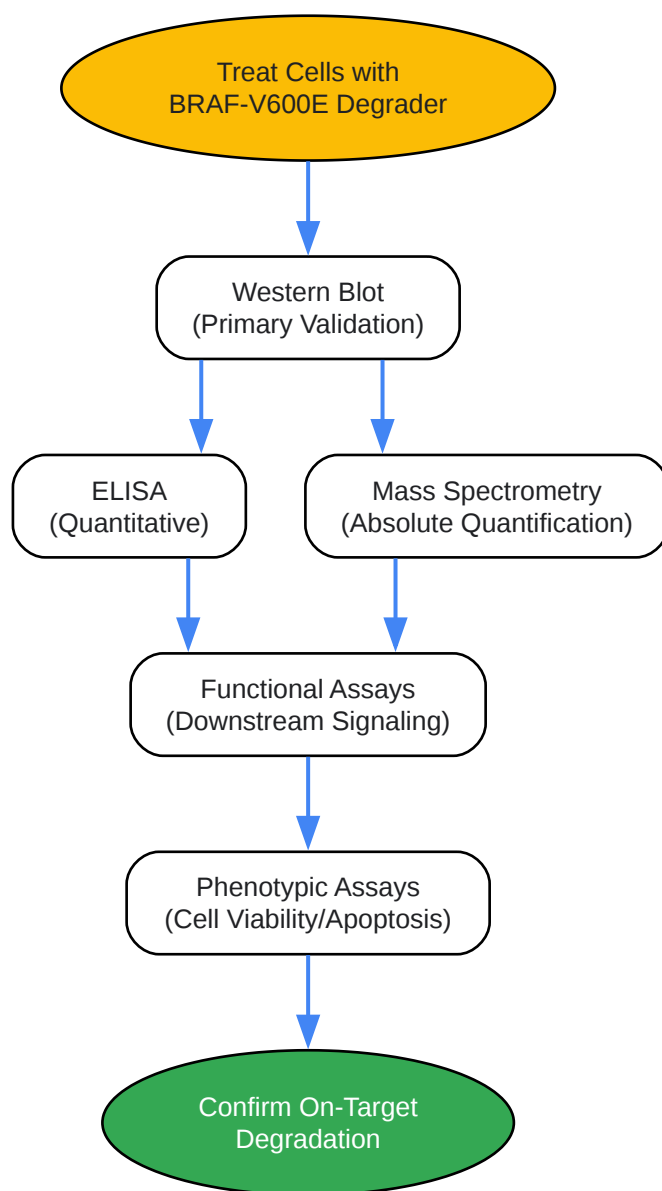 Treat Cells with
BRAF-V600E Degrader
Western Blot
(Primary Validation)
ELISA
(Quantitative)
Mass Spectrometry
(Absolute Quantification)
Functional Assays
(Downstream Signaling)
Phenotypic Assays
(Cell Viability/Apoptosis)
Confirm On-Target
Degradation